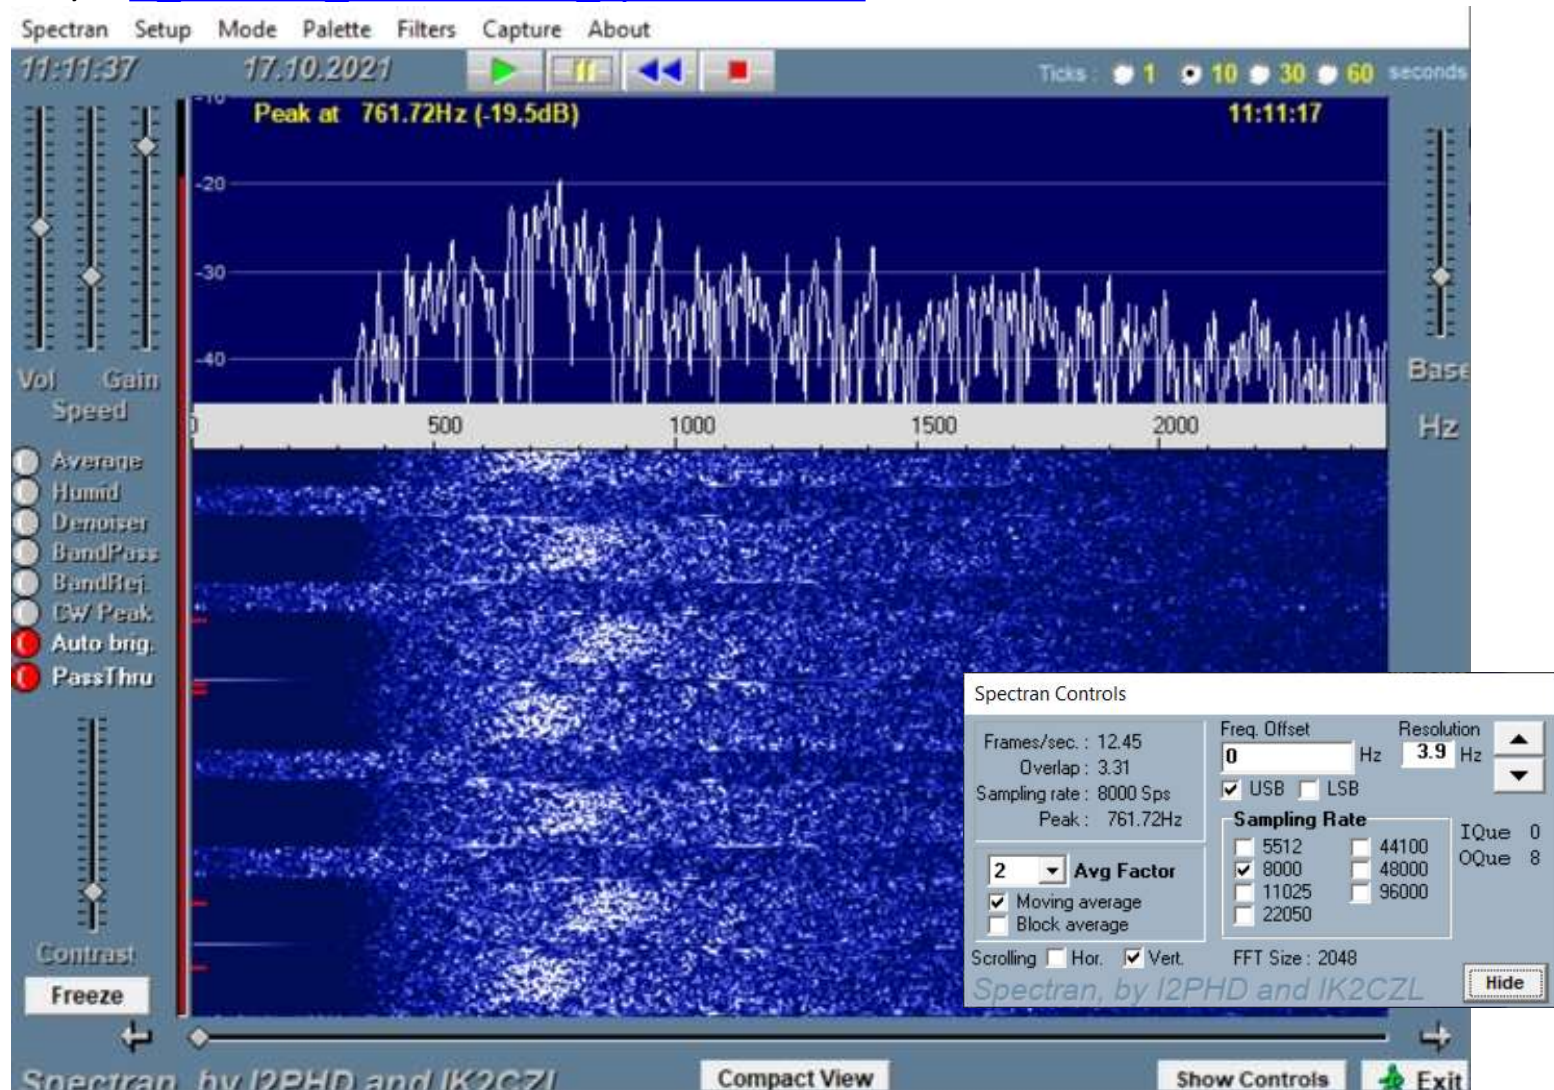 Spectran Setup Mode Palette Filters Capture About
11:11:37 17.10.2021 Ticks : 1 10 30 60 seconds
-10 Peak at 761.72Hz (-19.5dB) 11:11:17
-20
-30
-40
Vol Gain
Speed
Base
0 500 1000 1500 2000 Hz
Average
Humid
Denoiser
BandPass
BandRej.
CW Peak
Auto brig.
PassThru
Contrast
Freeze
Spectran Controls
Frames/sec. : 12.45
Overlap : 3.31
Sampling rate : 8000 Sps
Peak : 761.72Hz
2 Avg Factor
Moving average
Block average
Freq. Offset Resolution
0 Hz 3.9 Hz
USB LSB
Sampling Rate
5512 44100
8000 48000
11025 96000
22050
IQue 0
OQue 8
Scrolling Hor. Vert. FFT Size : 2048
Spectran, by I2PHD and IK2CZL Hide
Spectran, by I2PHD and IK2CZL Compact View Show Controls Exit